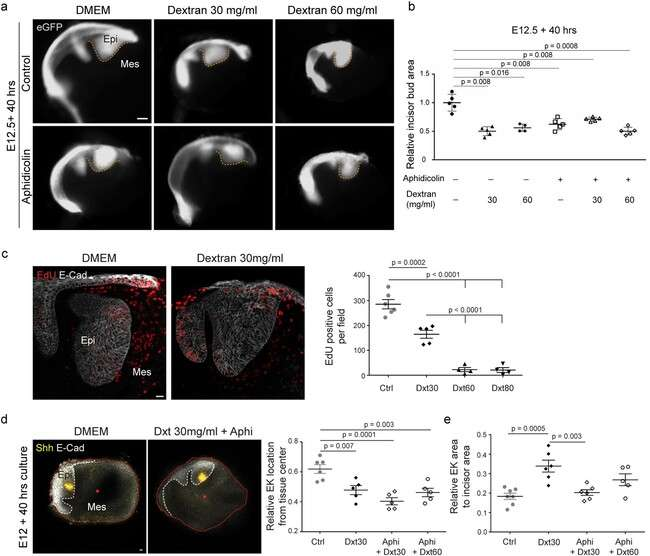 a
DMEM
Dextran 30 mg/ml
Dextran 60 mg/ml
eGFP
Epi
Mes
E12.5+ 40 hrs
Control
Aphidicolin
b
E12.5 + 40 hrs
p = 0.0008
p = 0.008
p = 0.008
p = 0.016
p = 0.008
Relative incisor bud area
1.5
1.0
0.5
0
Aphidicolin – – – + + +
Dextran (mg/ml) – 30 60 – 30 60
c
DMEM
Dextran 30mg/ml
EdU E-Cad
Epi
Mes
p = 0.0002
p < 0.0001
p < 0.0001
EdU positive cells per field
400
300
200
100
0
Ctrl
Dxt30
Dxt60
Dxt80
d
DMEM
Dxt 30mg/ml + Aphi
Shh E-Cad
Epi
Mes
E12 + 40 hrs culture
p = 0.003
p = 0.0001
p = 0.007
Relative EK location from tissue center
0.8
0.6
0.4
0.2
Ctrl
Dxt30
Aphi + Dxt30
Aphi + Dxt60
e
p = 0.0005
p = 0.003
Relative EK area to incisor area
0.5
0.4
0.3
0.2
0.1
0
Ctrl
Dxt30
Aphi + Dxt30
Aphi + Dxt60